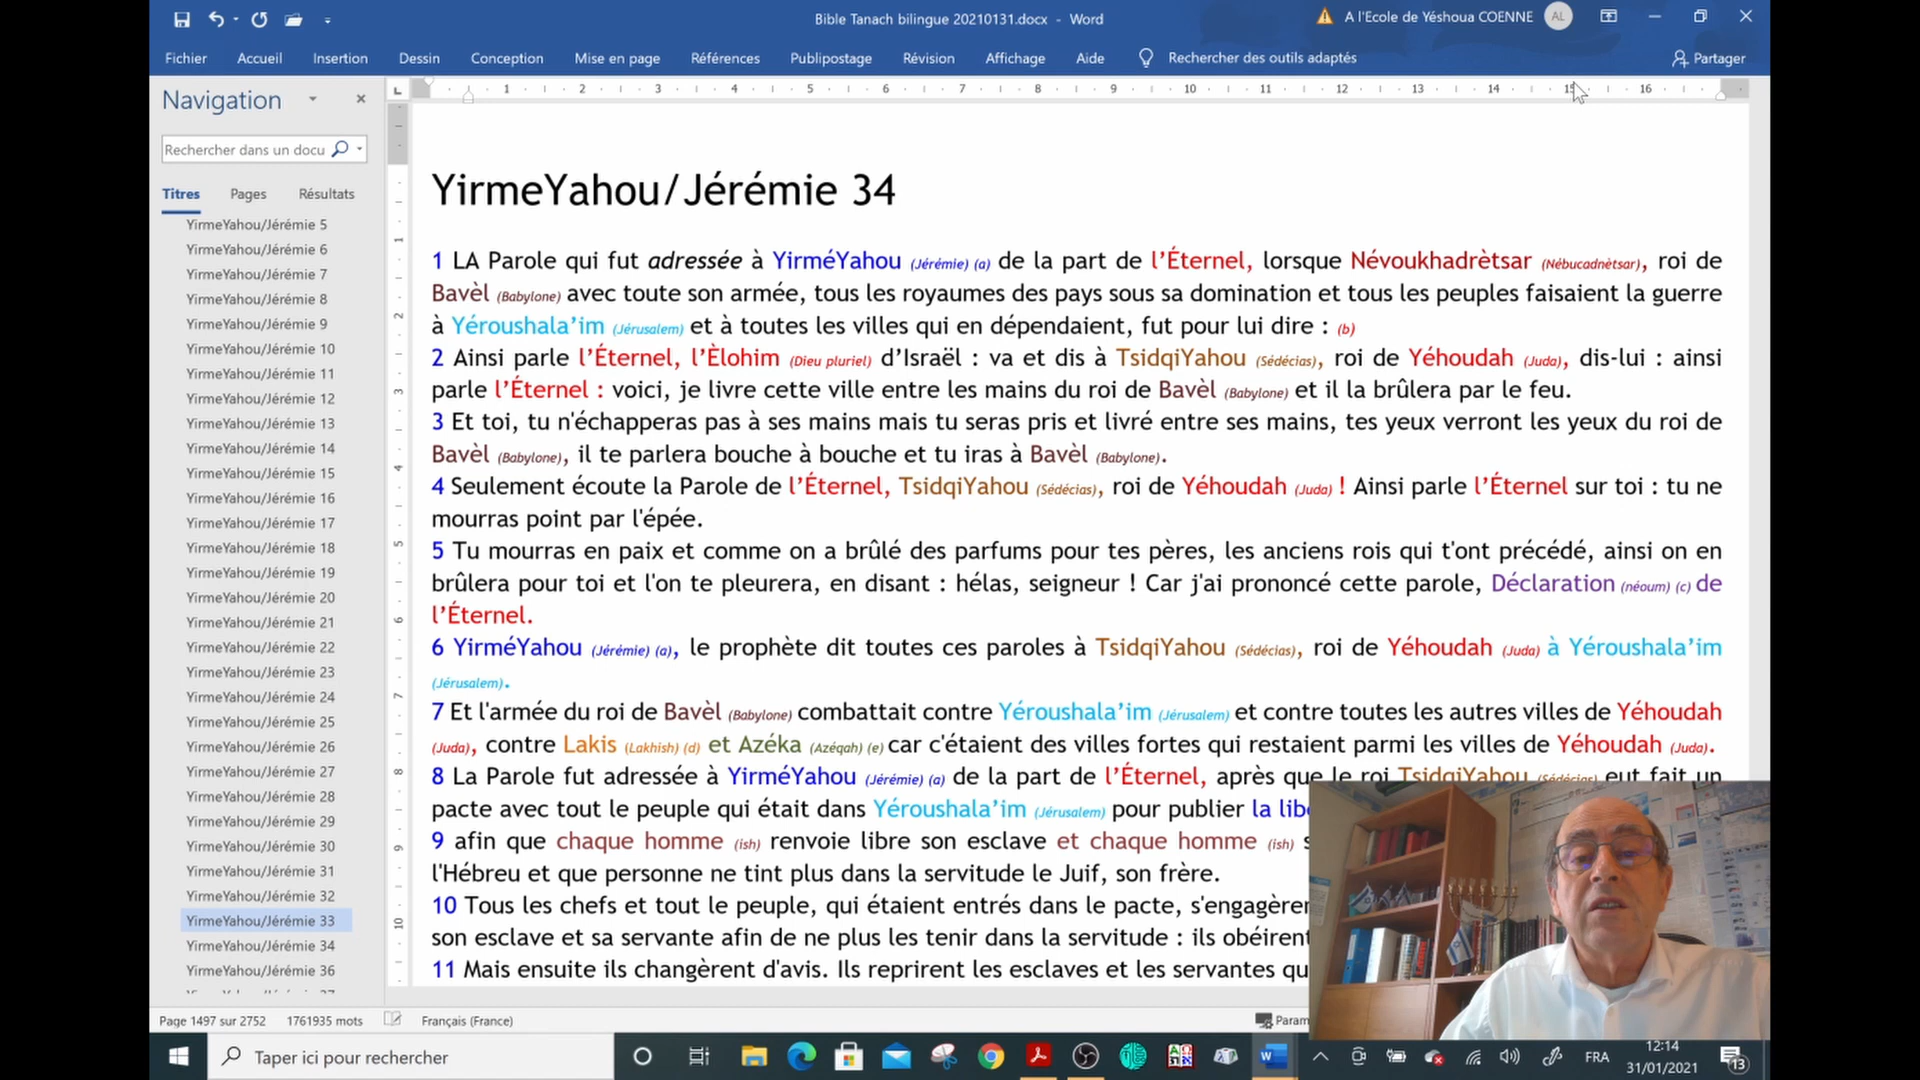 Bible Tanach bilingue 20210131.docx - Word
A l'Ecole de Yéshoua COENNE
AL
Fichier Accueil Insertion Dessin Conception Mise en page Références Publipostage Révision Affichage Aide Rechercher des outils adaptés Partager
Navigation
Rechercher dans un docu
Titres Pages Résultats
YirmeYahou/Jérémie 5
YirmeYahou/Jérémie 6
YirmeYahou/Jérémie 7
YirmeYahou/Jérémie 8
YirmeYahou/Jérémie 9
YirmeYahou/Jérémie 10
YirmeYahou/Jérémie 11
YirmeYahou/Jérémie 12
YirmeYahou/Jérémie 13
YirmeYahou/Jérémie 14
YirmeYahou/Jérémie 15
YirmeYahou/Jérémie 16
YirmeYahou/Jérémie 17
YirmeYahou/Jérémie 18
YirmeYahou/Jérémie 19
YirmeYahou/Jérémie 20
YirmeYahou/Jérémie 21
YirmeYahou/Jérémie 22
YirmeYahou/Jérémie 23
YirmeYahou/Jérémie 24
YirmeYahou/Jérémie 25
YirmeYahou/Jérémie 26
YirmeYahou/Jérémie 27
YirmeYahou/Jérémie 28
YirmeYahou/Jérémie 29
YirmeYahou/Jérémie 30
YirmeYahou/Jérémie 31
YirmeYahou/Jérémie 32
YirmeYahou/Jérémie 33
YirmeYahou/Jérémie 34
YirmeYahou/Jérémie 36
1 2 3 4 5 6 7 8 9 10 11 12 13 14 15 16
YirmeYahou/Jérémie 34
1 LA Parole qui fut adressée à YirméYahou (Jérémie) (a) de la part de l’Éternel, lorsque Névoukhadrètsar (Nébucadnètsar), roi de
Bavèl (Babylone) avec toute son armée, tous les royaumes des pays sous sa domination et tous les peuples faisaient la guerre
à Yéroushala’im (Jérusalem) et à toutes les villes qui en dépendaient, fut pour lui dire : (b)
2 Ainsi parle l’Éternel, l’Èlohim (Dieu pluriel) d’Israël : va et dis à TsidqiYahou (Sédécias), roi de Yéhoudah (Juda), dis-lui : ainsi
parle l’Éternel : voici, je livre cette ville entre les mains du roi de Bavèl (Babylone) et il la brûlera par le feu.
3 Et toi, tu n'échapperas pas à ses mains mais tu seras pris et livré entre ses mains, tes yeux verront les yeux du roi de
Bavèl (Babylone), il te parlera bouche à bouche et tu iras à Bavèl (Babylone).
4 Seulement écoute la Parole de l’Éternel, TsidqiYahou (Sédécias), roi de Yéhoudah (Juda) ! Ainsi parle l’Éternel sur toi : tu ne
mourras point par l'épée.
5 Tu mourras en paix et comme on a brûlé des parfums pour tes pères, les anciens rois qui t'ont précédé, ainsi on en
brûlera pour toi et l'on te pleurera, en disant : hélas, seigneur ! Car j'ai prononcé cette parole, Déclaration (néoum) (c) de
l’Éternel.
6 YirméYahou (Jérémie) (a), le prophète dit toutes ces paroles à TsidqiYahou (Sédécias), roi de Yéhoudah (Juda) à Yéroushala’im
(Jérusalem).
7 Et l'armée du roi de Bavèl (Babylone) combattait contre Yéroushala’im (Jérusalem) et contre toutes les autres villes de Yéhoudah
(Juda), contre Lakis (Lakhish) (d) et Azéka (Azéqah) (e) car c'étaient des villes fortes qui restaient parmi les villes de Yéhoudah (Juda).
8 La Parole fut adressée à YirméYahou (Jérémie) (a) de la part de l’Éternel, après que le roi TsidqiYahou (Sédécias) eut fait un
pacte avec tout le peuple qui était dans Yéroushala’im (Jérusalem) pour publier la
9 afin que chaque homme (ish) renvoie libre son esclave et chaque homme (ish)
l'Hébreu et que personne ne tint plus dans la servitude le Juif, son frère.
10 Tous les chefs et tout le peuple, qui étaient entrés dans le pacte,
son esclave et sa servante afin de ne plus les tenir dans la servitude : ils
11 Mais ensuite ils changèrent d'avis. Ils reprirent les esclaves et les servantes
Page 1497 sur 2752 1761935 mots Français (France)
Taper ici pour rechercher
FRA
12:14
31/01/2021
13